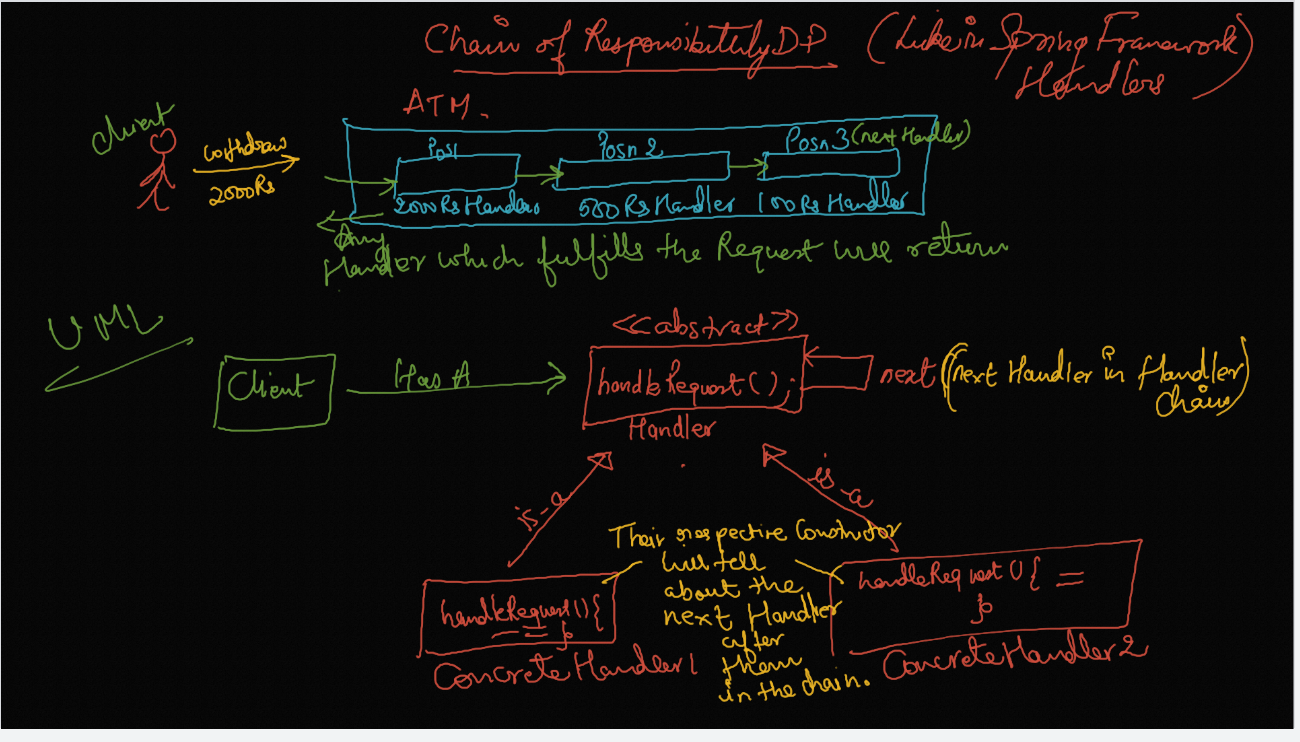 Chain of Responsibility DP (Like in Spring Framework
Handlers)
ATM.
Client
withdraw
2000Rs
Pos1
Posn 2
Posn 3 (next Handler)
2000Rs Handler
500Rs Handler
100Rs Handler
Any
Handler which fulfills the Request will return
UML
Client
Has A
<<abstract>>
handleRequest();
Handler
next (next Handler in Handler
Chain)
is-a
is-a
Their respective Constructor
will tell
about the
next Handler
after
them
in the chain.
handleRequest(){
}
ConcreteHandler1
handleRequest(){ =
}
ConcreteHandler2